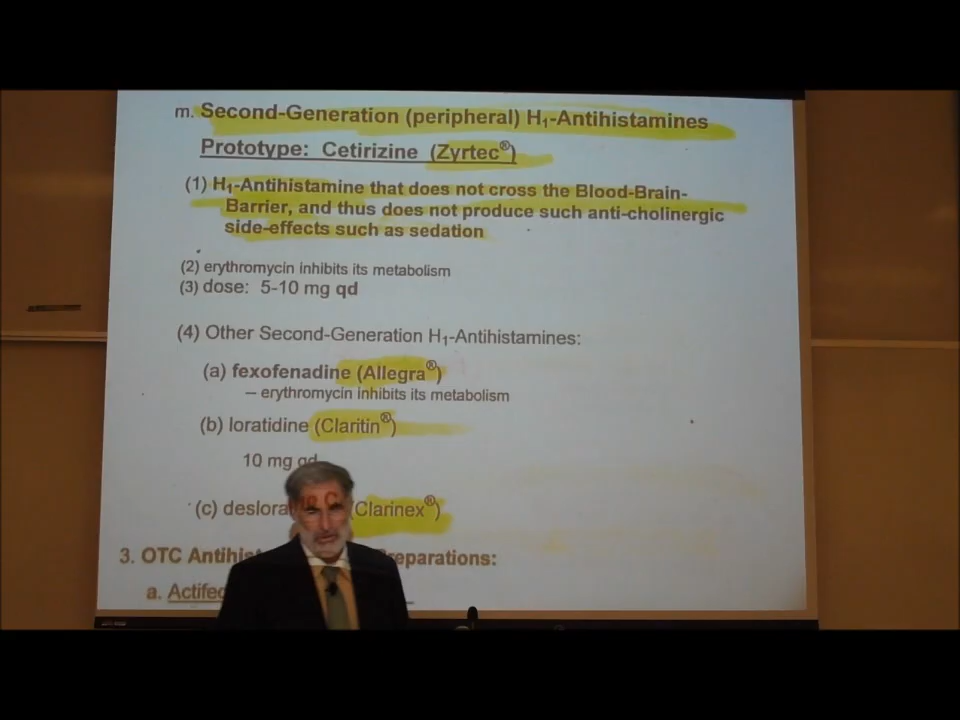 m. Second-Generation (peripheral) H₁-Antihistamines
Prototype: Cetirizine (Zyrtec®)
(1) H₁-Antihistamine that does not cross the Blood-Brain-
Barrier, and thus does not produce such anti-cholinergic
side-effects such as sedation
(2) erythromycin inhibits its metabolism
(3) dose: 5-10 mg qd
(4) Other Second-Generation H₁-Antihistamines:
(a) fexofenadine (Allegra®)
– erythromycin inhibits its metabolism
(b) loratidine (Claritin®)
10 mg qd
(c) deslora (Clarinex®)
3. OTC Antihis reparations:
a. Actifed